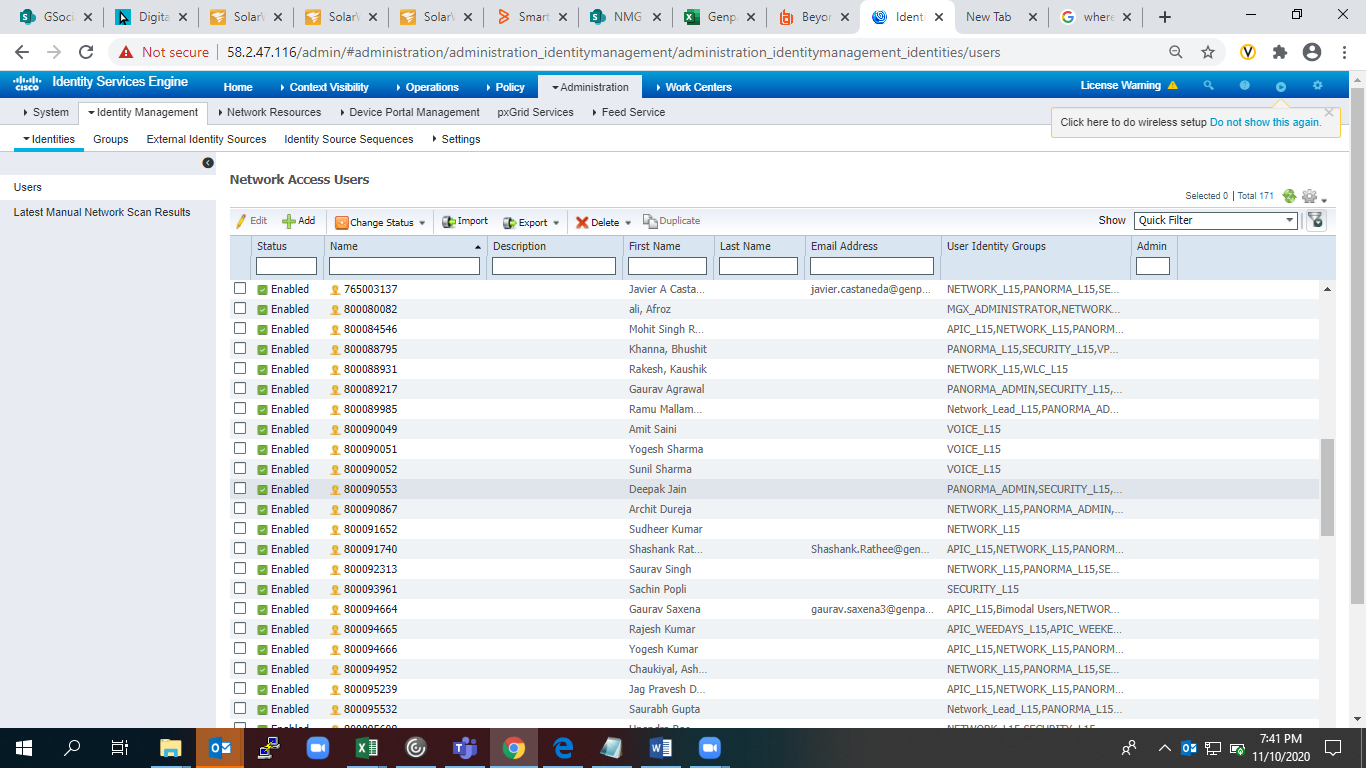 GSoci Digita SolarW SolarW SolarW Smart NMG Genpa Beyor Identi New Tab where
Not secure 58.2.47.116/admin/#administration/administration_identitymanagement/administration_identitymanagement_identities/users
CISCO Identity Services Engine Home Context Visibility Operations Policy Administration Work Centers License Warning
System Identity Management Network Resources Device Portal Management pxGrid Services Feed Service
Click here to do wireless setup Do not show this again.
Identities Groups External Identity Sources Identity Source Sequences Settings
Users
Latest Manual Network Scan Results
Network Access Users
Selected 0 | Total 171
Edit Add Change Status Import Export Delete Duplicate Show Quick Filter
Status Name Description First Name Last Name Email Address User Identity Groups Admin
Enabled 765003137 Javier A Casta... javier.castaneda@genp... NETWORK_L15,PANORMA_L15,SE...
Enabled 800080082 ali, Afroz MGX_ADMINISTRATOR,NETWORK...
Enabled 800084546 Mohit Singh R... APIC_L15,NETWORK_L15,PANORM...
Enabled 800088795 Khanna, Bhushit PANORMA_L15,SECURITY_L15,VP...
Enabled 800088931 Rakesh, Kaushik NETWORK_L15,WLC_L15
Enabled 800089217 Gaurav Agrawal PANORMA_ADMIN,SECURITY_L15,...
Enabled 800089985 Ramu Mallam... Network_Lead_L15,PANORMA_AD...
Enabled 800090049 Amit Saini VOICE_L15
Enabled 800090051 Yogesh Sharma VOICE_L15
Enabled 800090052 Sunil Sharma VOICE_L15
Enabled 800090553 Deepak Jain PANORMA_ADMIN,SECURITY_L15,...
Enabled 800090867 Archit Dureja NETWORK_L15,PANORMA_ADMIN,...
Enabled 800091652 Sudheer Kumar NETWORK_L15
Enabled 800091740 Shashank Rat... Shashank.Rathee@gen... APIC_L15,NETWORK_L15,PANORM...
Enabled 800092313 Saurav Singh NETWORK_L15,PANORMA_L15,SE...
Enabled 800093961 Sachin Popli SECURITY_L15
Enabled 800094664 Gaurav Saxena gaurav.saxena3@genpa... APIC_L15,Bimodal Users,NETWOR...
Enabled 800094665 Rajesh Kumar APIC_WEEDAYS_L15,APIC_WEEKE...
Enabled 800094666 Yogesh Kumar APIC_L15,NETWORK_L15,PANORM...
Enabled 800094952 Chaukiyal, Ash... NETWORK_L15,PANORMA_L15,SE...
Enabled 800095239 Jag Pravesh D... APIC_L15,NETWORK_L15,PANORM...
Enabled 800095532 Saurabh Gupta Network_Lead_L15,PANORMA_L15...
7:41 PM
11/10/2020